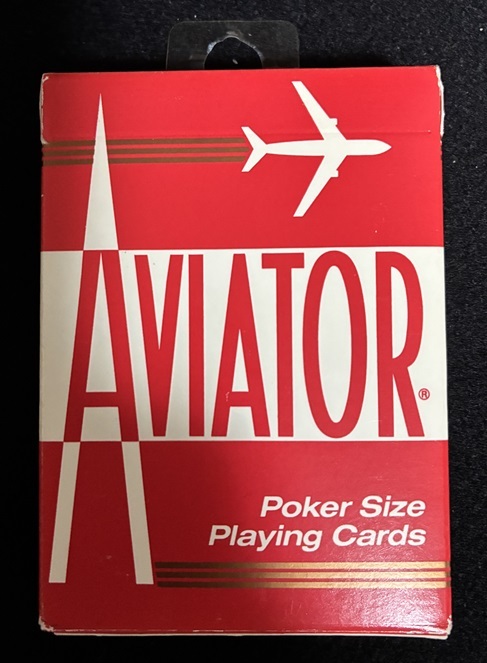 AVIATOR®
Poker Size
Playing Cards